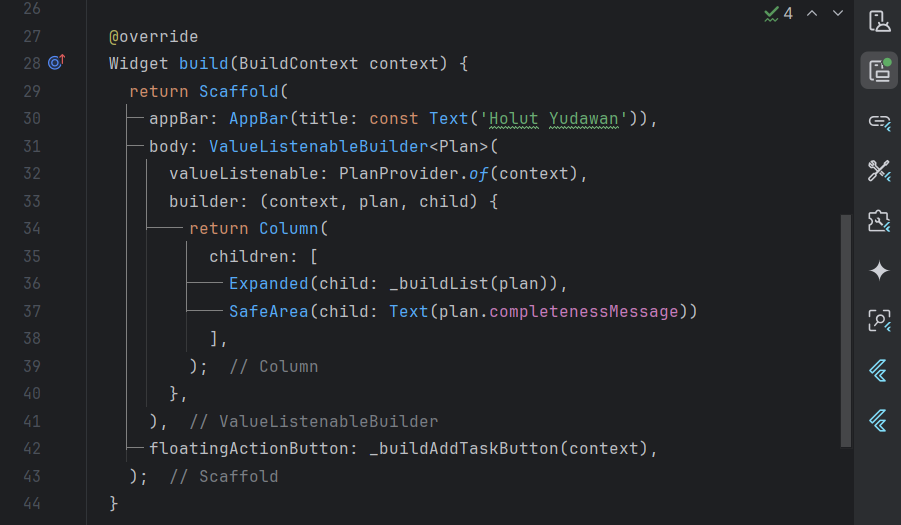 26
4
27 @override
28 Widget build(BuildContext context) {
29 return Scaffold(
30 appBar: AppBar(title: const Text('Holut Yudawan')),
31 body: ValueListenableBuilder<Plan>(
32 valueListenable: PlanProvider.of(context),
33 builder: (context, plan, child) {
34 return Column(
35 children: [
36 Expanded(child: _buildList(plan)),
37 SafeArea(child: Text(plan.completenessMessage))
38 ],
39 ); // Column
40 },
41 ), // ValueListenableBuilder
42 floatingActionButton: _buildAddTaskButton(context),
43 ); // Scaffold
44 }